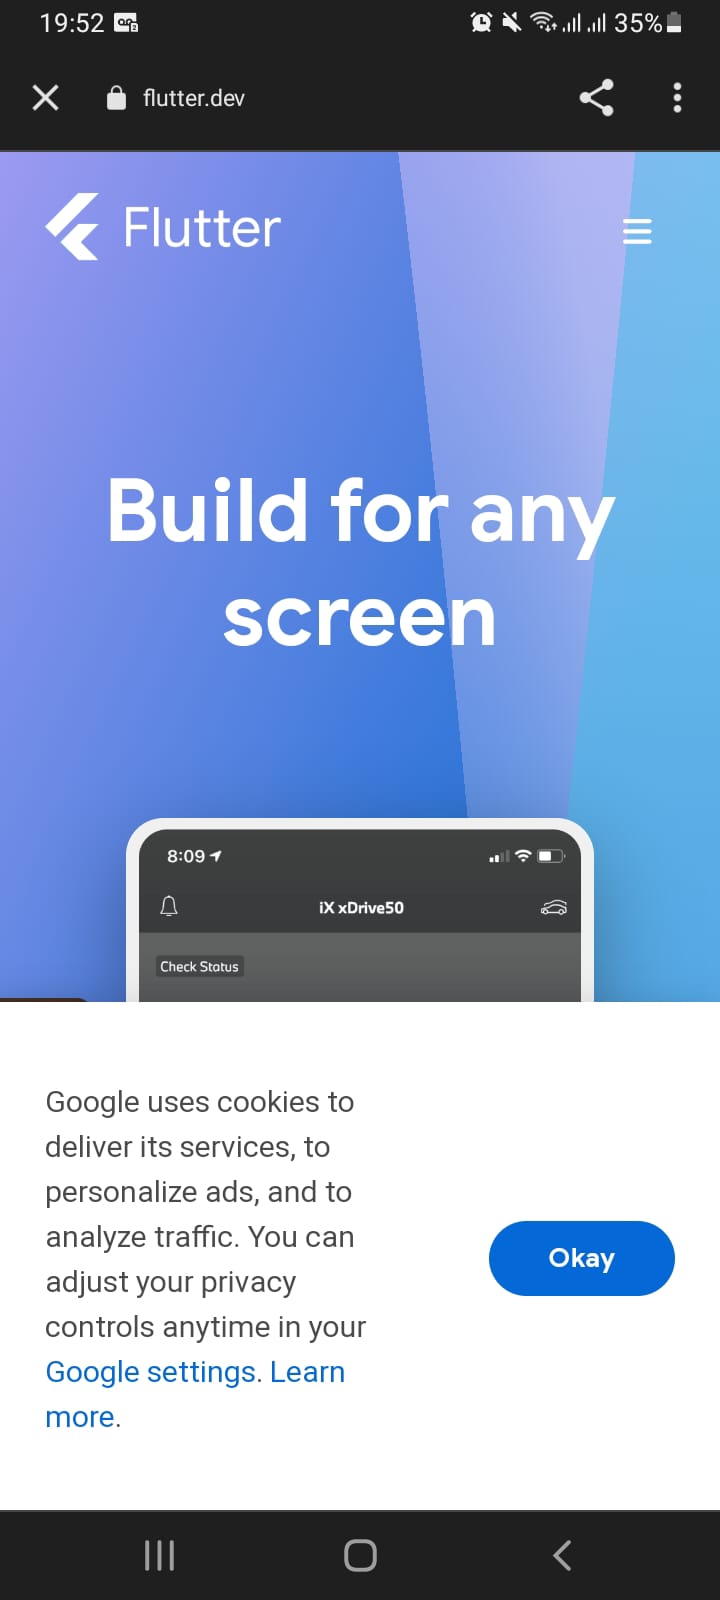 19:52
35%
flutter.dev
Flutter
Build for any
screen
8:09
iX xDrive50
Check Status
Google uses cookies to
deliver its services, to
personalize ads, and to
analyze traffic. You can
adjust your privacy
controls anytime in your
Google settings. Learn
more.
Okay